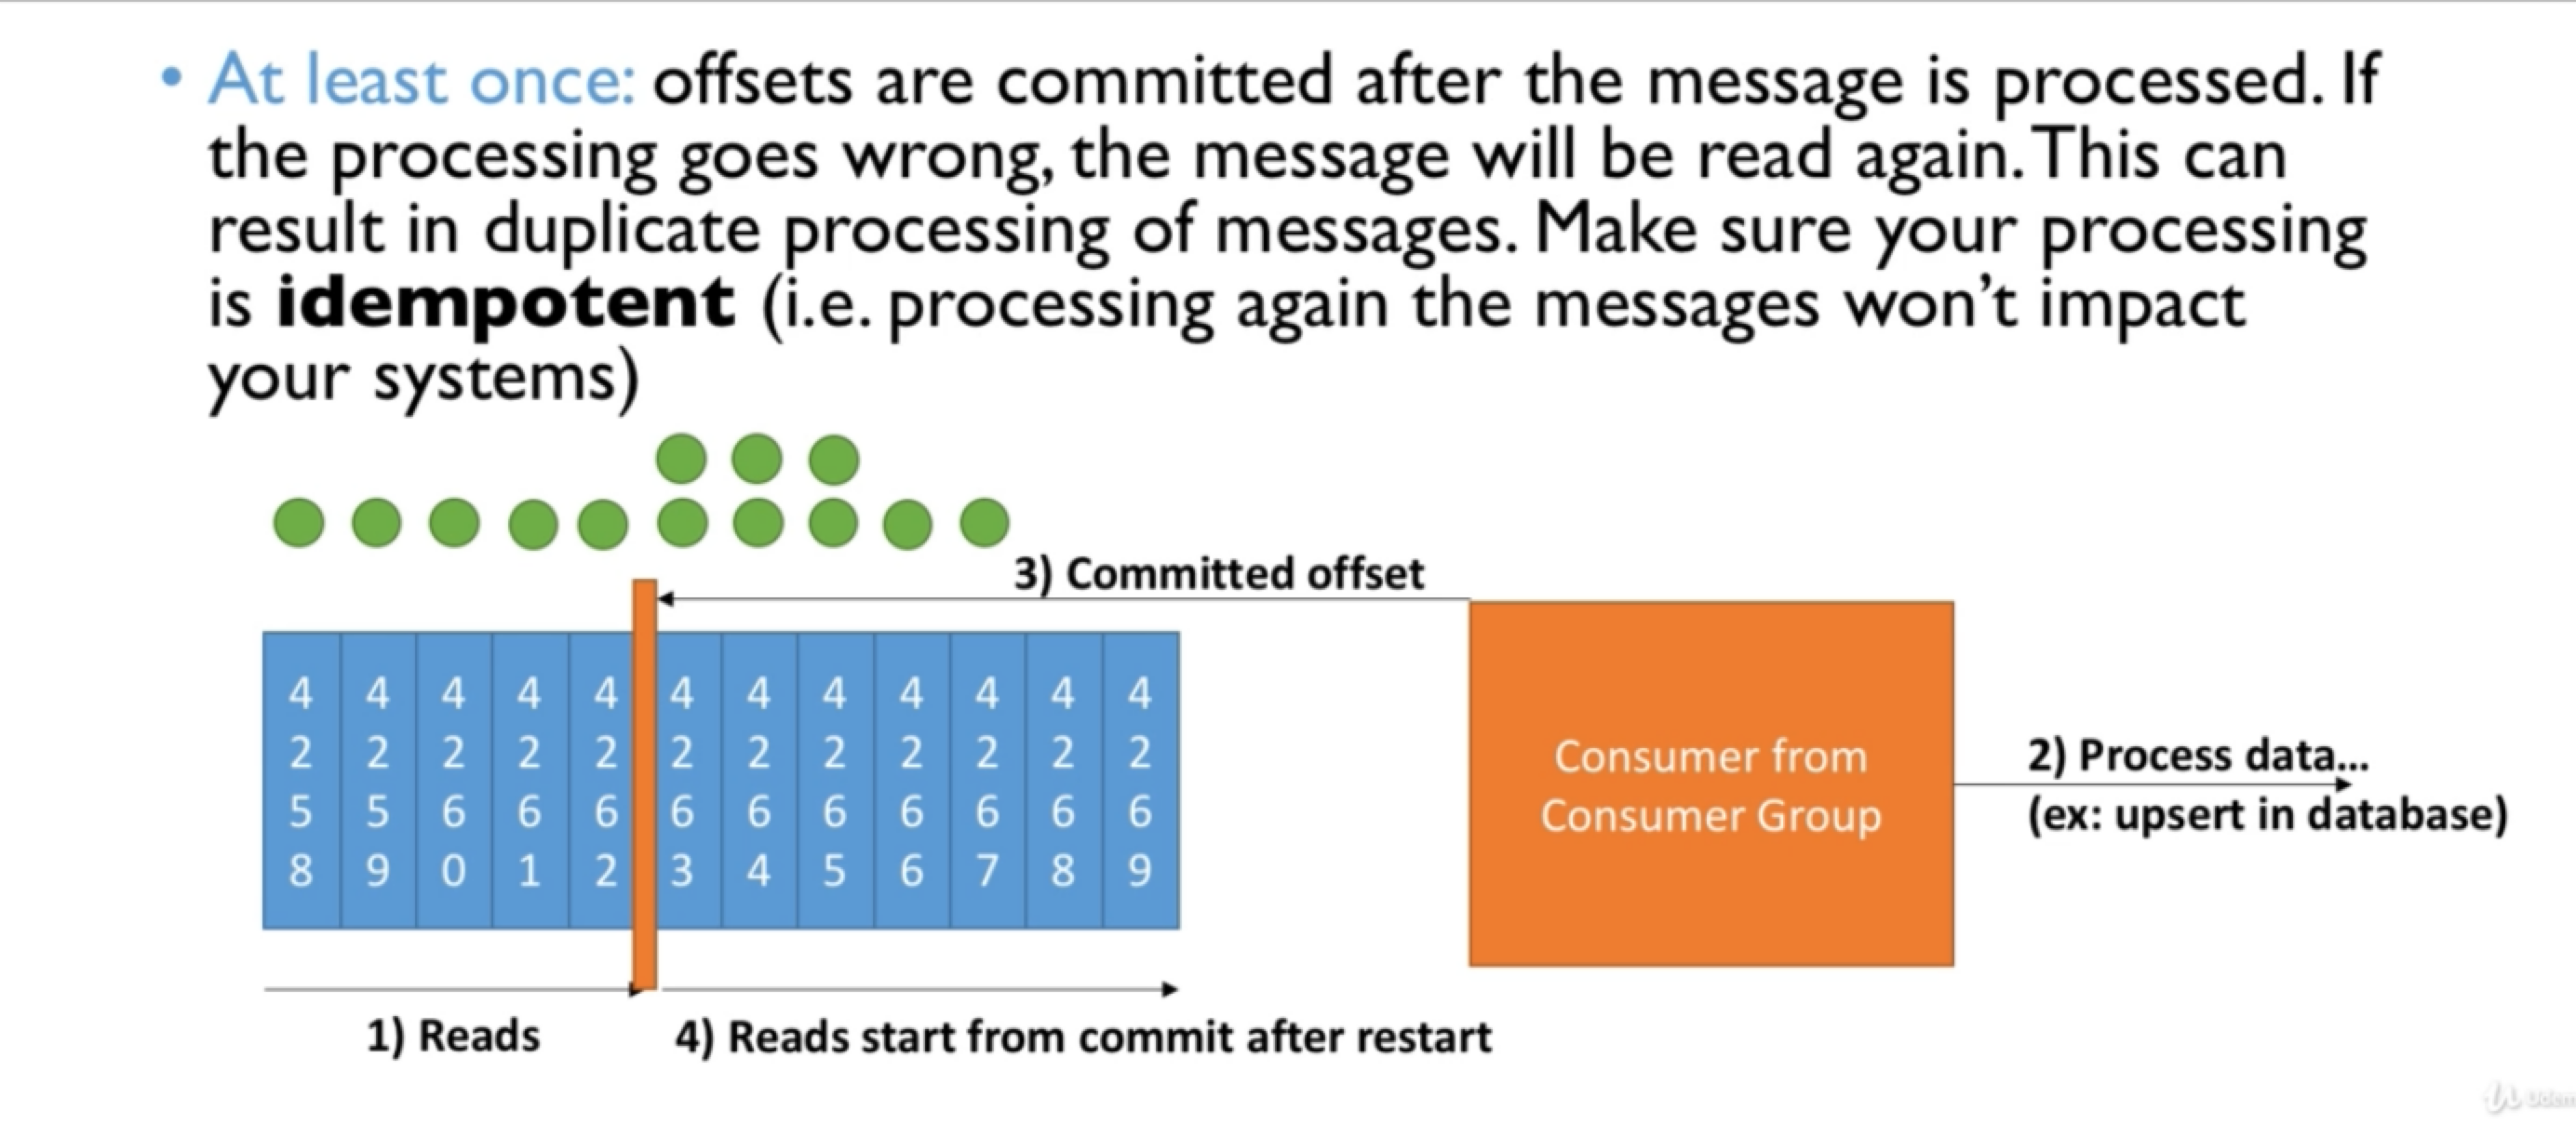 • At least once: offsets are committed after the message is processed. If
the processing goes wrong, the message will be read again. This can
result in duplicate processing of messages. Make sure your processing
is idempotent (i.e. processing again the messages won't impact
your systems)
3) Committed offset
4 4 4 4 4 4 4 4 4 4 4 4
2 2 2 2 2 2 2 2 2 2 2 2
5 5 6 6 6 6 6 6 6 6 6 6
8 9 0 1 2 3 4 5 6 7 8 9
Consumer from
Consumer Group
2) Process data...
(ex: upsert in database)
1) Reads
4) Reads start from commit after restart